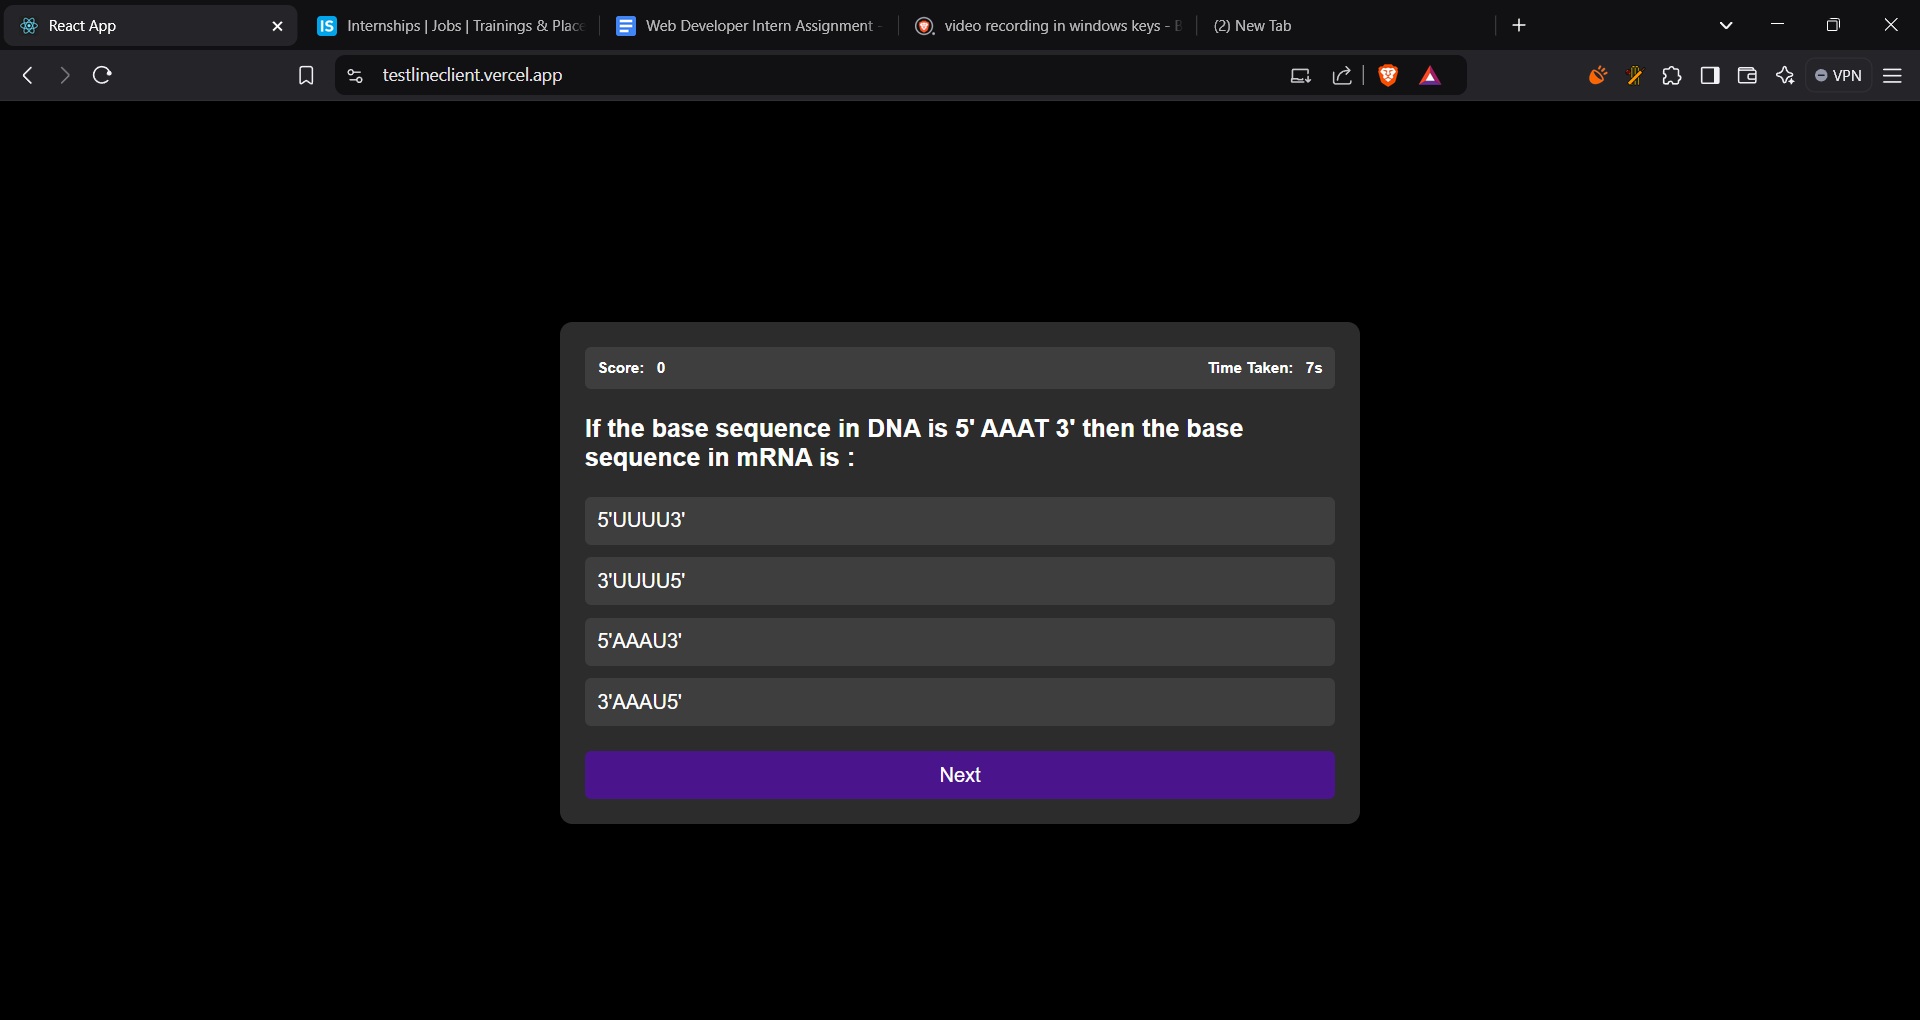 React App
IS Internships | Jobs | Trainings & Place
Web Developer Intern Assignment -
video recording in windows keys - B
(2) New Tab
testlineclient.vercel.app
VPN
Score: 0
Time Taken: 7s
If the base sequence in DNA is 5' AAAT 3' then the base
sequence in mRNA is :
5'UUUU3'
3'UUUU5'
5'AAAU3'
3'AAAU5'
Next